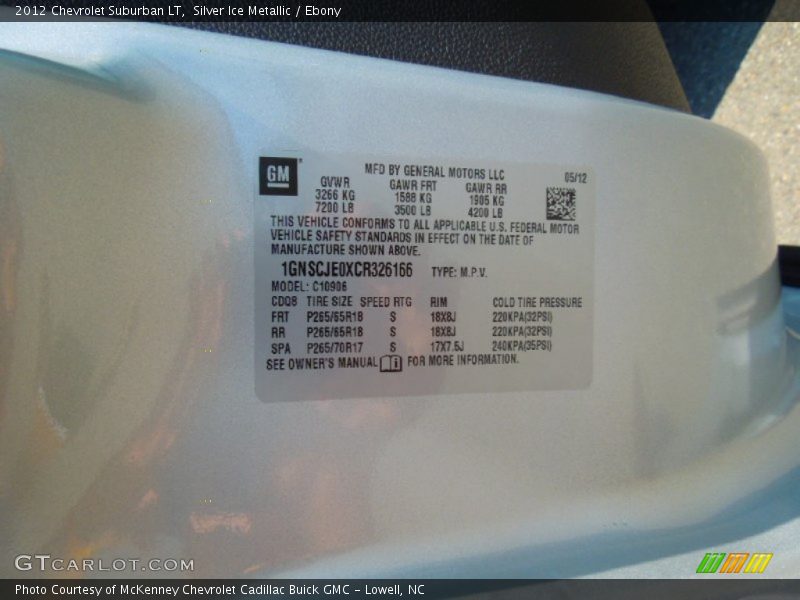 2012 Chevrolet Suburban LT, Silver Ice Metallic / Ebony
GM
MFD BY GENERAL MOTORS LLC 05/12
GVWR GAWR FRT GAWR RR
3266 KG 1588 KG 1905 KG
7200 LB 3500 LB 4200 LB
THIS VEHICLE CONFORMS TO ALL APPLICABLE U.S. FEDERAL MOTOR
VEHICLE SAFETY STANDARDS IN EFFECT ON THE DATE OF
MANUFACTURE SHOWN ABOVE.
1GNSCJE0XCR326166 TYPE: M.P.V.
MODEL: C10906
CDQ8 TIRE SIZE SPEED RTG RIM COLD TIRE PRESSURE
FRT P265/65R18 S 18X8J 220KPA(32PSI)
RR P265/65R18 S 18X8J 220KPA(32PSI)
SPA P265/70R17 S 17X7.5J 240KPA(35PSI)
SEE OWNER'S MANUAL FOR MORE INFORMATION.
GTCARLOT.COM
Photo Courtesy of McKenney Chevrolet Cadillac Buick GMC - Lowell, NC